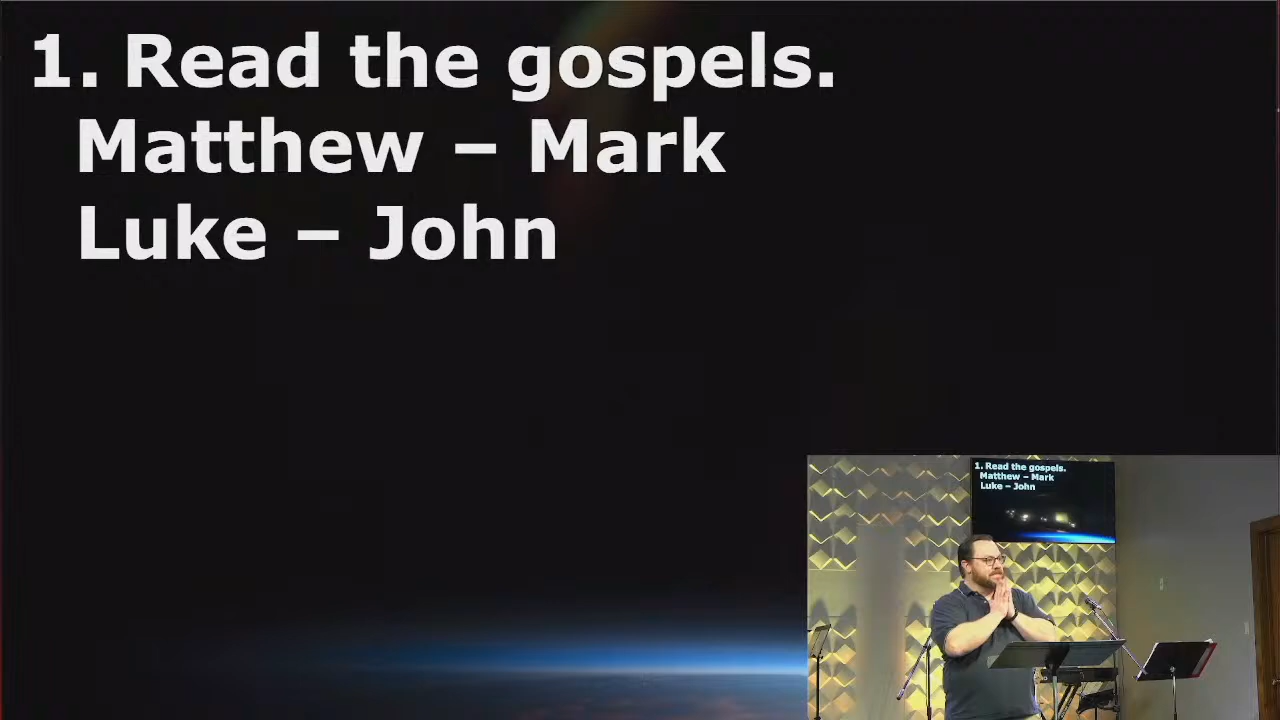 1. Read the gospels.
Matthew – Mark
Luke – John
1. Read the gospels.
Matthew – Mark
Luke – John